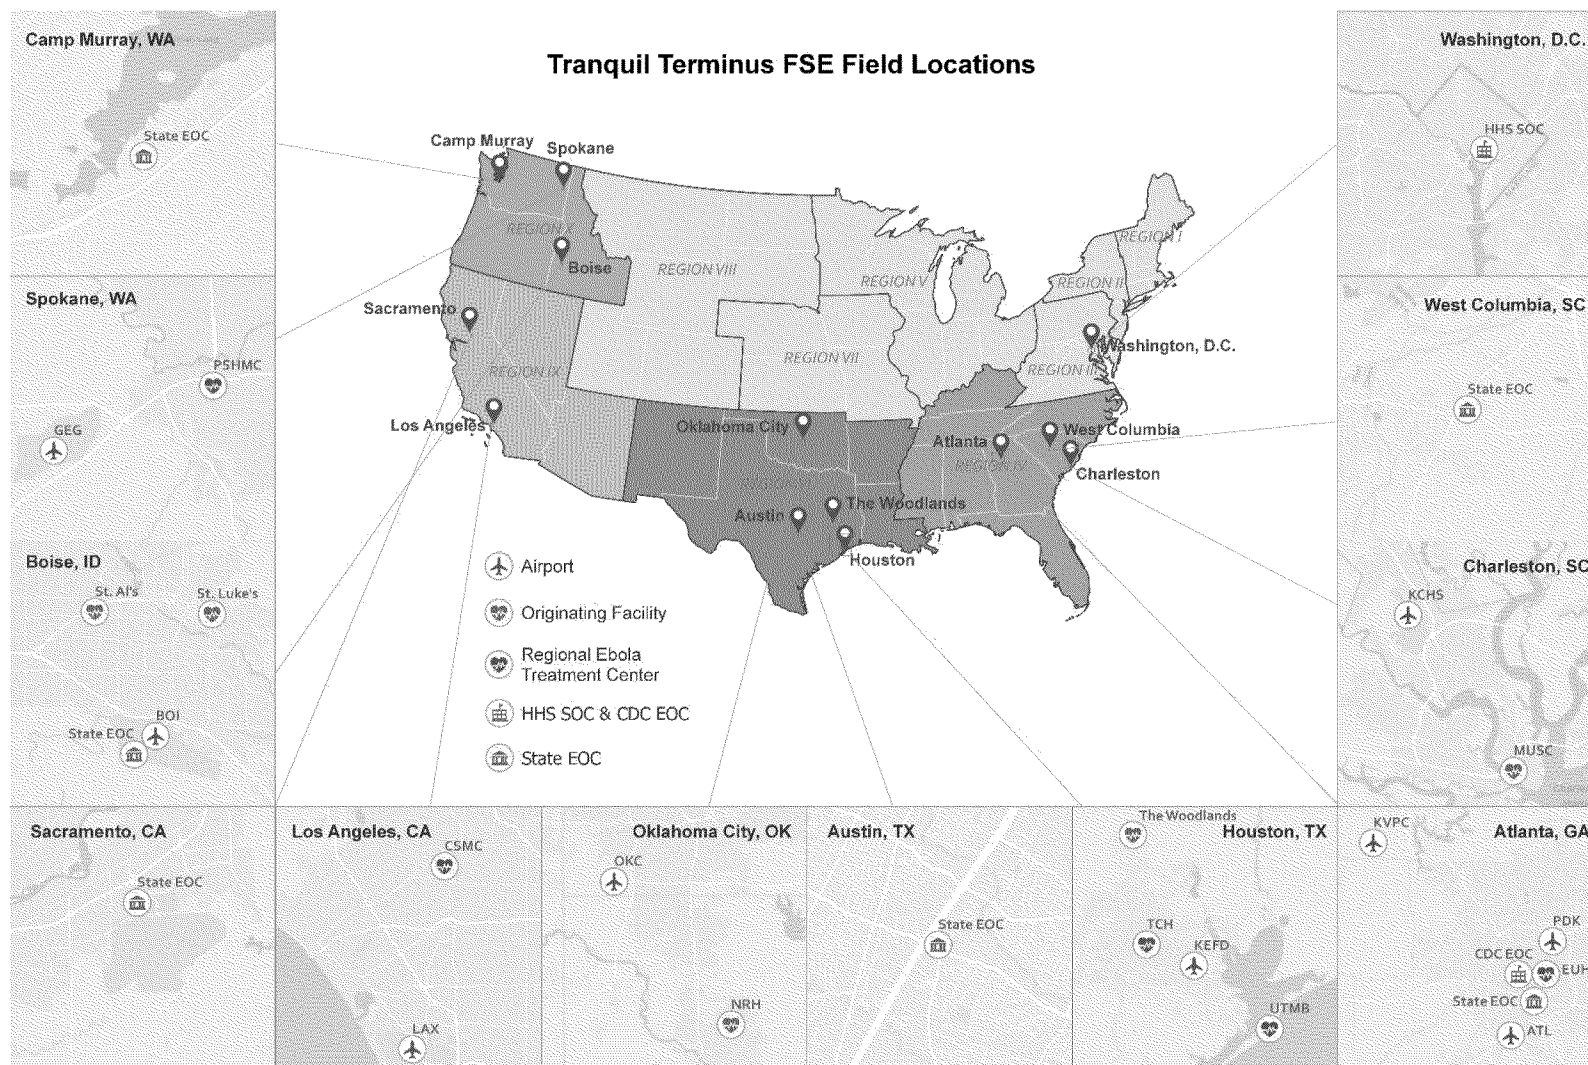 Camp Murray, WA
State EOC
Spokane, WA
PSHMC
GEG
Boise, ID
St. Al's
St. Luke's
BOI
State EOC
Tranquil Terminus FSE Field Locations
Camp Murray
Spokane
REGION
Boise
REGION VIII
REGION V
REGION I
REGION II
Sacramento
REGION IX
REGION VII
Washington, D.C.
REGION III
Los Angeles
Oklahoma City
Atlanta
West Columbia
REGION IV
Charleston
REGION VI
Austin
The Woodlands
Houston
Airport
Originating Facility
Regional Ebola
Treatment Center
HHS SOC & CDC EOC
State EOC
Washington, D.C.
HHS SOC
West Columbia, SC
State EOC
Charleston, SC
KCHS
MUSC
Sacramento, CA
State EOC
Los Angeles, CA
CSMC
LAX
Oklahoma City, OK
OKC
NRH
Austin, TX
State EOC
The Woodlands
Houston, TX
TCH
KEFD
UTMB
KVPC
Atlanta, GA
PDK
CDC EOC
EUH
State EOC
ATL